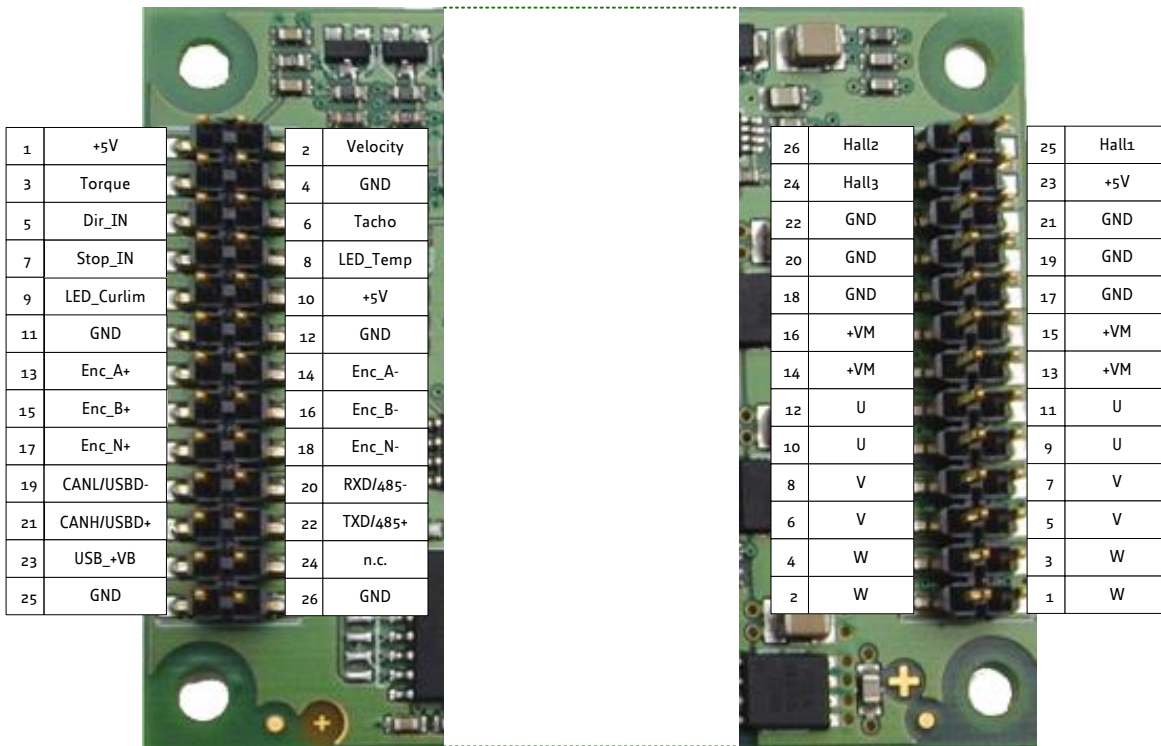 1 +5V 2 Velocity 26 Hall2 25 Hall1
3 Torque 4 GND 24 Hall3 23 +5V
5 Dir_IN 6 Tacho 22 GND 21 GND
7 Stop_IN 8 LED_Temp 20 GND 19 GND
9 LED_Curlim 10 +5V 18 GND 17 GND
11 GND 12 GND 16 +VM 15 +VM
13 Enc_A+ 14 Enc_A- 14 +VM 13 +VM
15 Enc_B+ 16 Enc_B- 12 U 11 U
17 Enc_N+ 18 Enc_N- 10 U 9 U
19 CANL/USBD- 20 RXD/485- 8 V 7 V
21 CANH/USBD+ 22 TXD/485+ 6 V 5 V
23 USB_+VB 24 n.c. 4 W 3 W
25 GND 26 GND 2 W 1 W